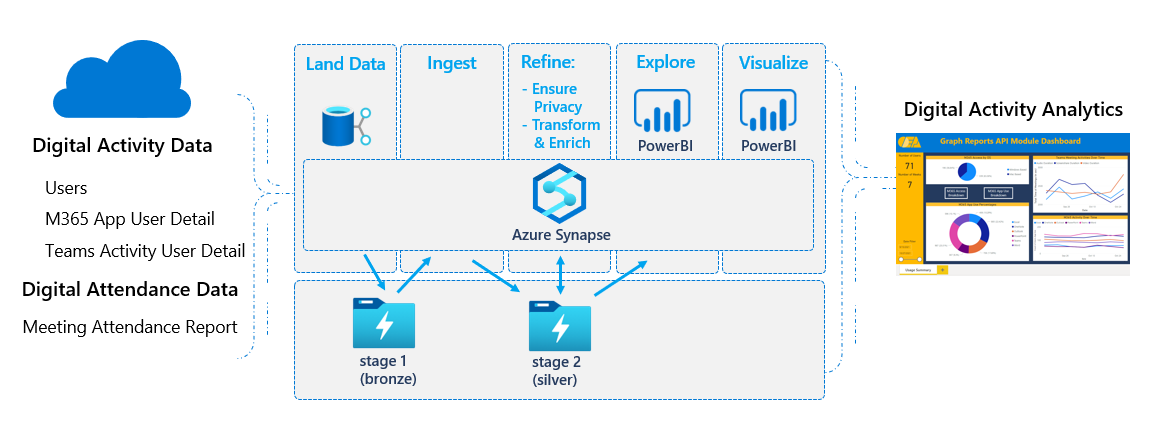 Land Data
Ingest
Refine:
Explore
Visualize
- Ensure
Privacy
- Transform
& Enrich
PowerBI
PowerBI
Digital Activity Data
Users
M365 App User Detail
Teams Activity User Detail
Digital Attendance Data
Meeting Attendance Report
Azure Synapse
stage 1
(bronze)
stage 2
(silver)
Digital Activity Analytics
Graph Reports API Module Dashboard
71
7
Usage Summary